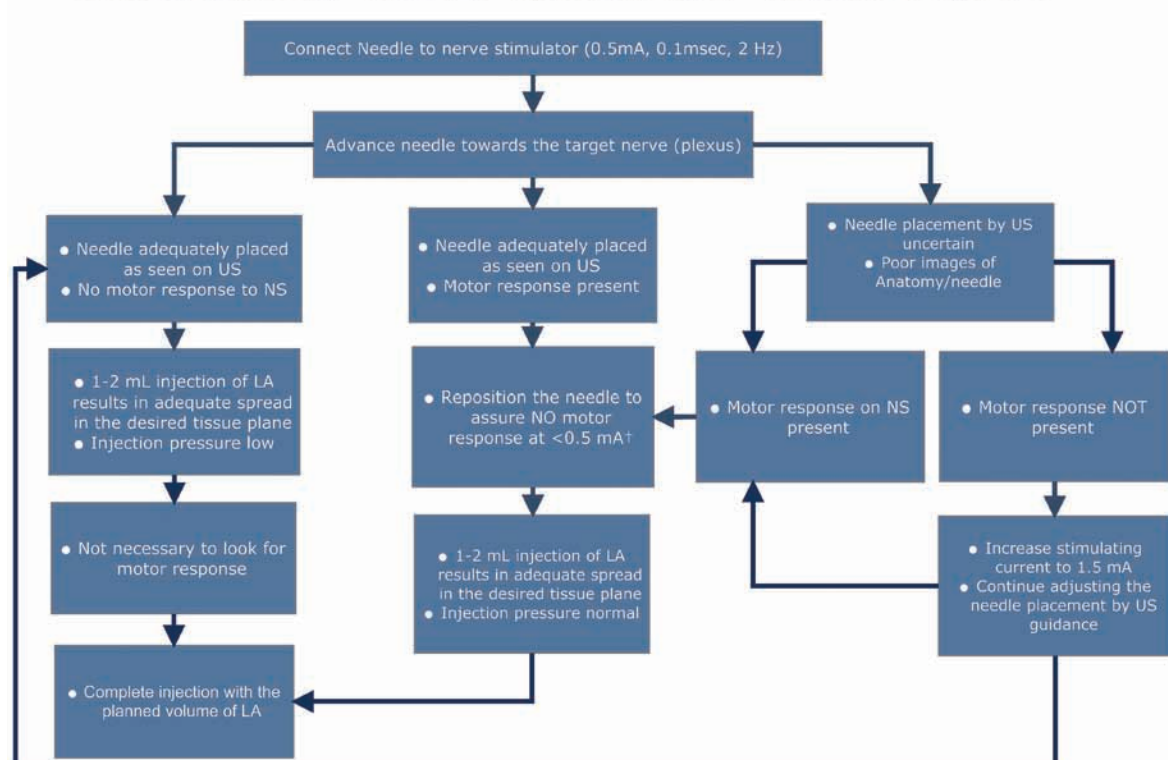 Connect Needle to nerve stimulator (0.5mA, 0.1msec, 2 Hz)
Advance needle towards the target nerve (plexus)
• Needle adequately placed
as seen on US
• No motor response to NS
• 1-2 mL injection of LA
results in adequate spread
in the desired tissue plane
• Injection pressure low
• Not necessary to look for
motor response
• Complete injection with the
planned volume of LA
• Needle adequately placed
as seen on US
• Motor response present
• Reposition the needle to
assure NO motor
response at <0.5 mA†
• 1-2 mL injection of LA
results in adequate spread
in the desired tissue plane
• Injection pressure normal
• Needle placement by US
uncertain
• Poor images of
Anatomy/needle
• Motor response on NS
present
• Motor response NOT
present
• Increase stimulating
current to 1.5 mA
• Continue adjusting the
needle placement by US
guidance